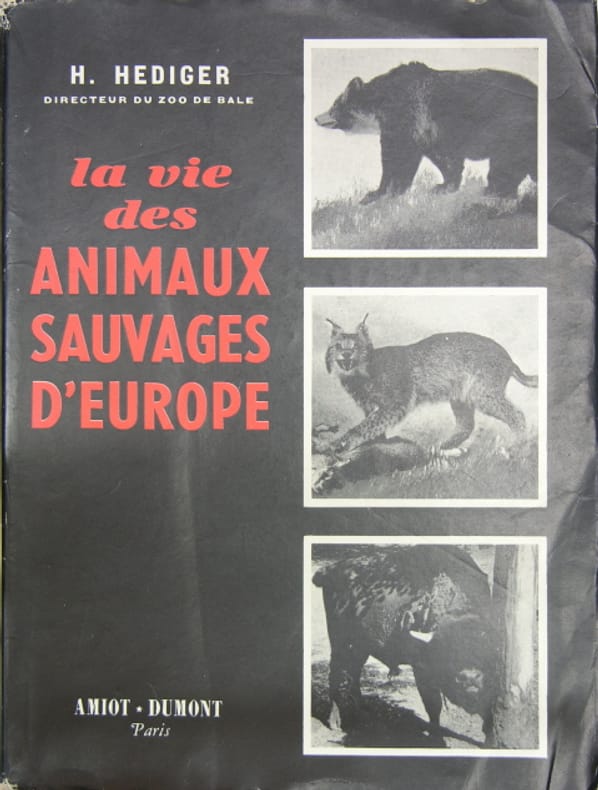 H. HEDIGER
DIRECTEUR DU ZOO DE BALE
la vie
des
ANIMAUX
SAUVAGES
D'EUROPE
AMIOT * DUMONT
Paris